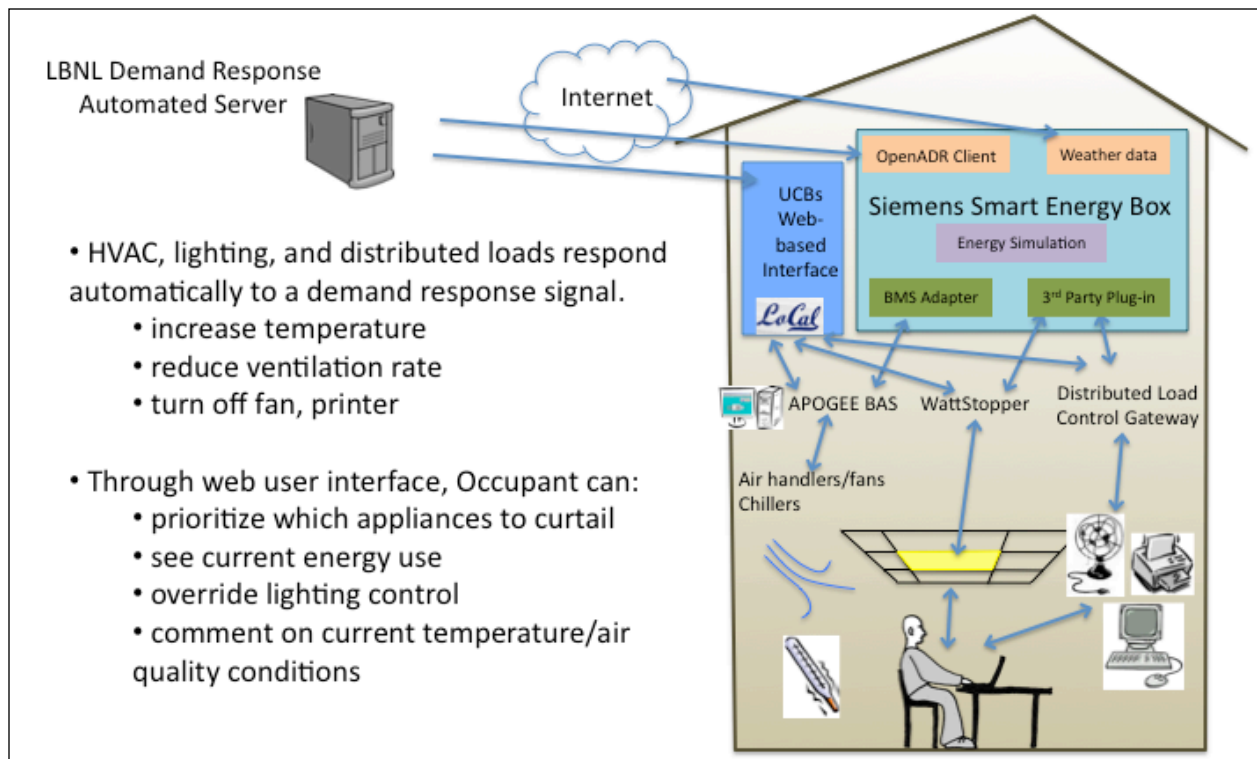 LBNL Demand Response
Automated Server
Internet
• HVAC, lighting, and distributed loads respond
automatically to a demand response signal.
• increase temperature
• reduce ventilation rate
• turn off fan, printer
• Through web user interface, Occupant can:
• prioritize which appliances to curtail
• see current energy use
• override lighting control
• comment on current temperature/air
quality conditions
UCBs
Web-
based
Interface
LoCal
OpenADR Client
Weather data
Siemens Smart Energy Box
Energy Simulation
BMS Adapter
3rd Party Plug-in
APOGEE BAS
WattStopper
Distributed Load
Control Gateway
Air handlers/fans
Chillers